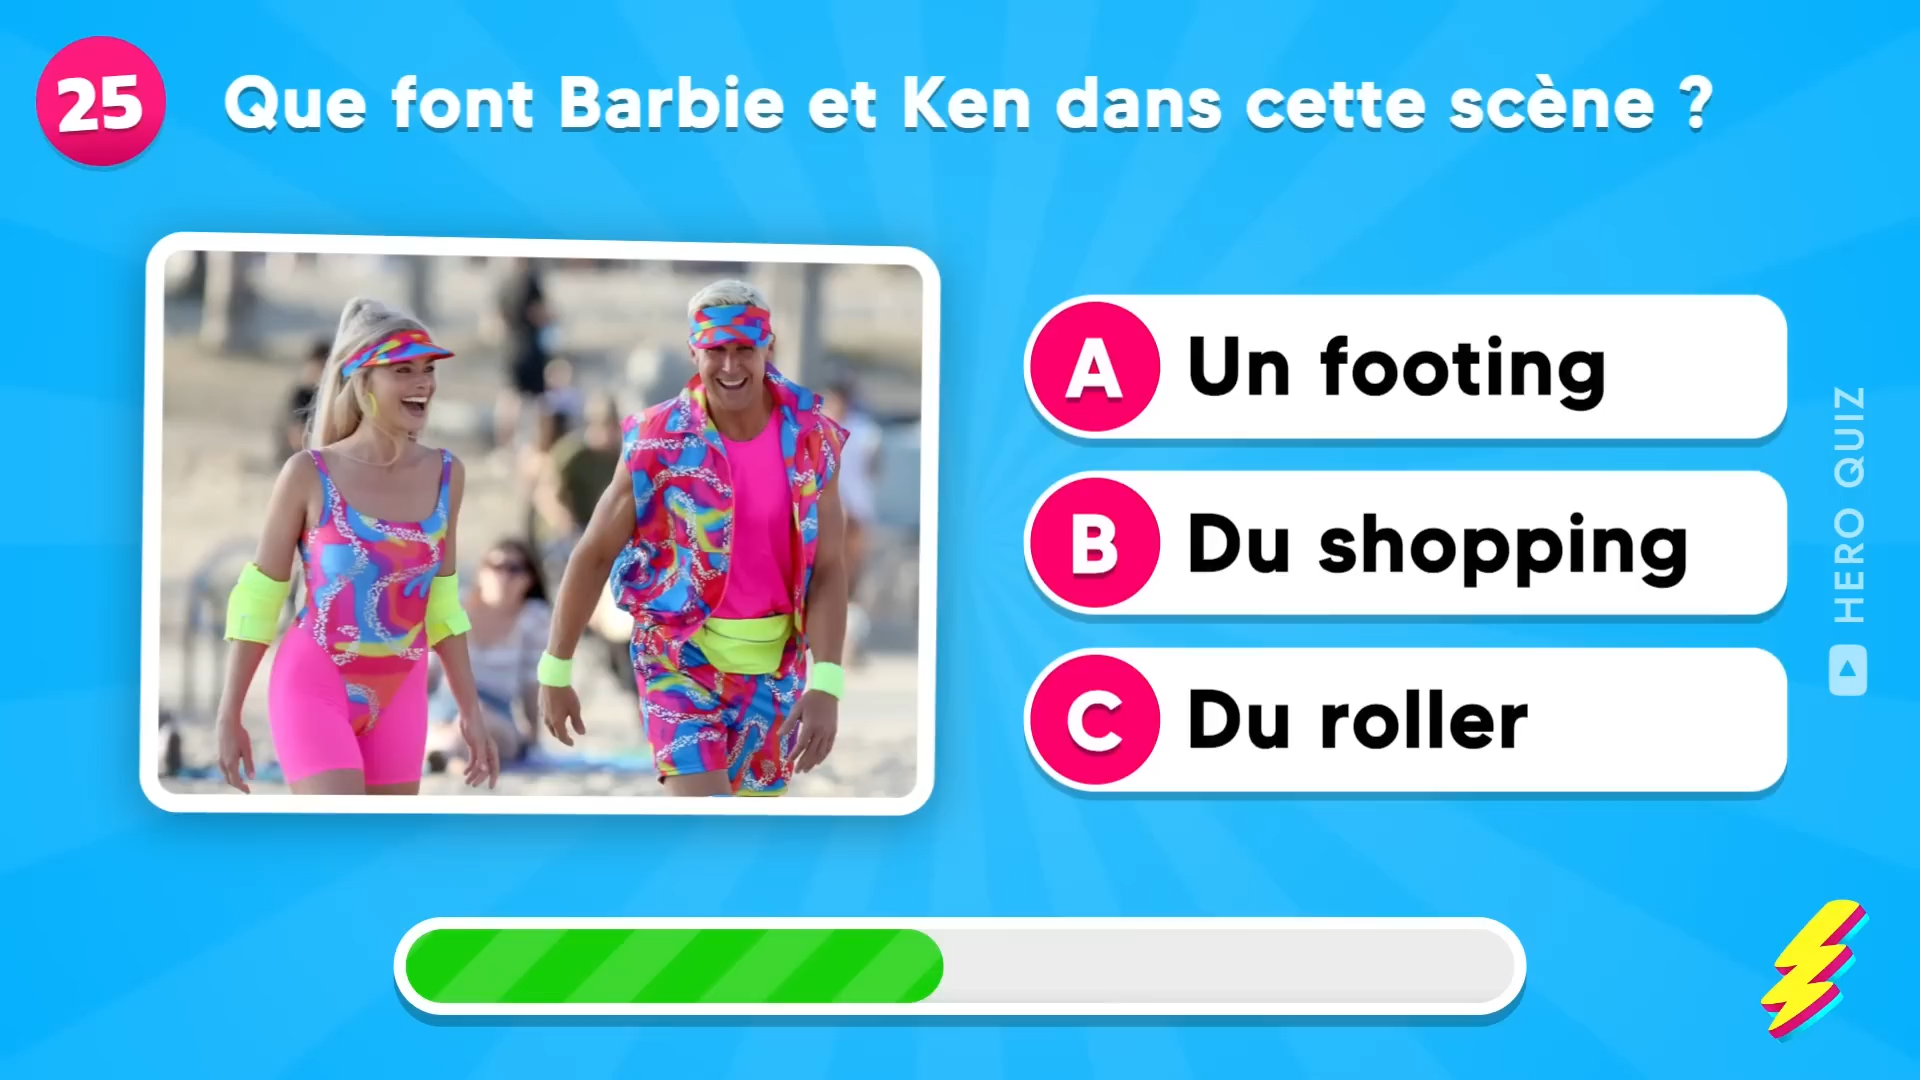 25
Que font Barbie et Ken dans cette scène ?
A Un footing
B Du shopping
C Du roller
HERO QUIZ